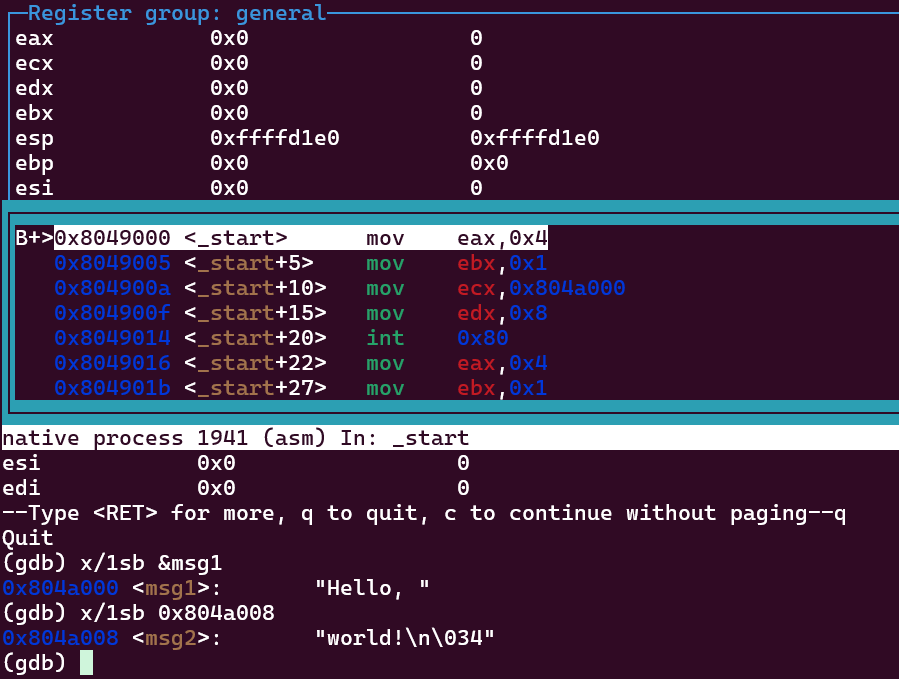 Register group: general
eax 0x0 0
ecx 0x0 0
edx 0x0 0
ebx 0x0 0
esp 0xffffd1e0 0xffffd1e0
ebp 0x0 0x0
esi 0x0 0
B+>0x8049000 <_start> mov eax,0x4
0x8049005 <_start+5> mov ebx,0x1
0x804900a <_start+10> mov ecx,0x804a000
0x804900f <_start+15> mov edx,0x8
0x8049014 <_start+20> int 0x80
0x8049016 <_start+22> mov eax,0x4
0x804901b <_start+27> mov ebx,0x1
native process 1941 (asm) In: _start
esi 0x0 0
edi 0x0 0
--Type <RET> for more, q to quit, c to continue without paging--q
Quit
(gdb) x/1sb &msg1
0x804a000 <msg1>: "Hello, "
(gdb) x/1sb 0x804a008
0x804a008 <msg2>: "world!\n\034"
(gdb)